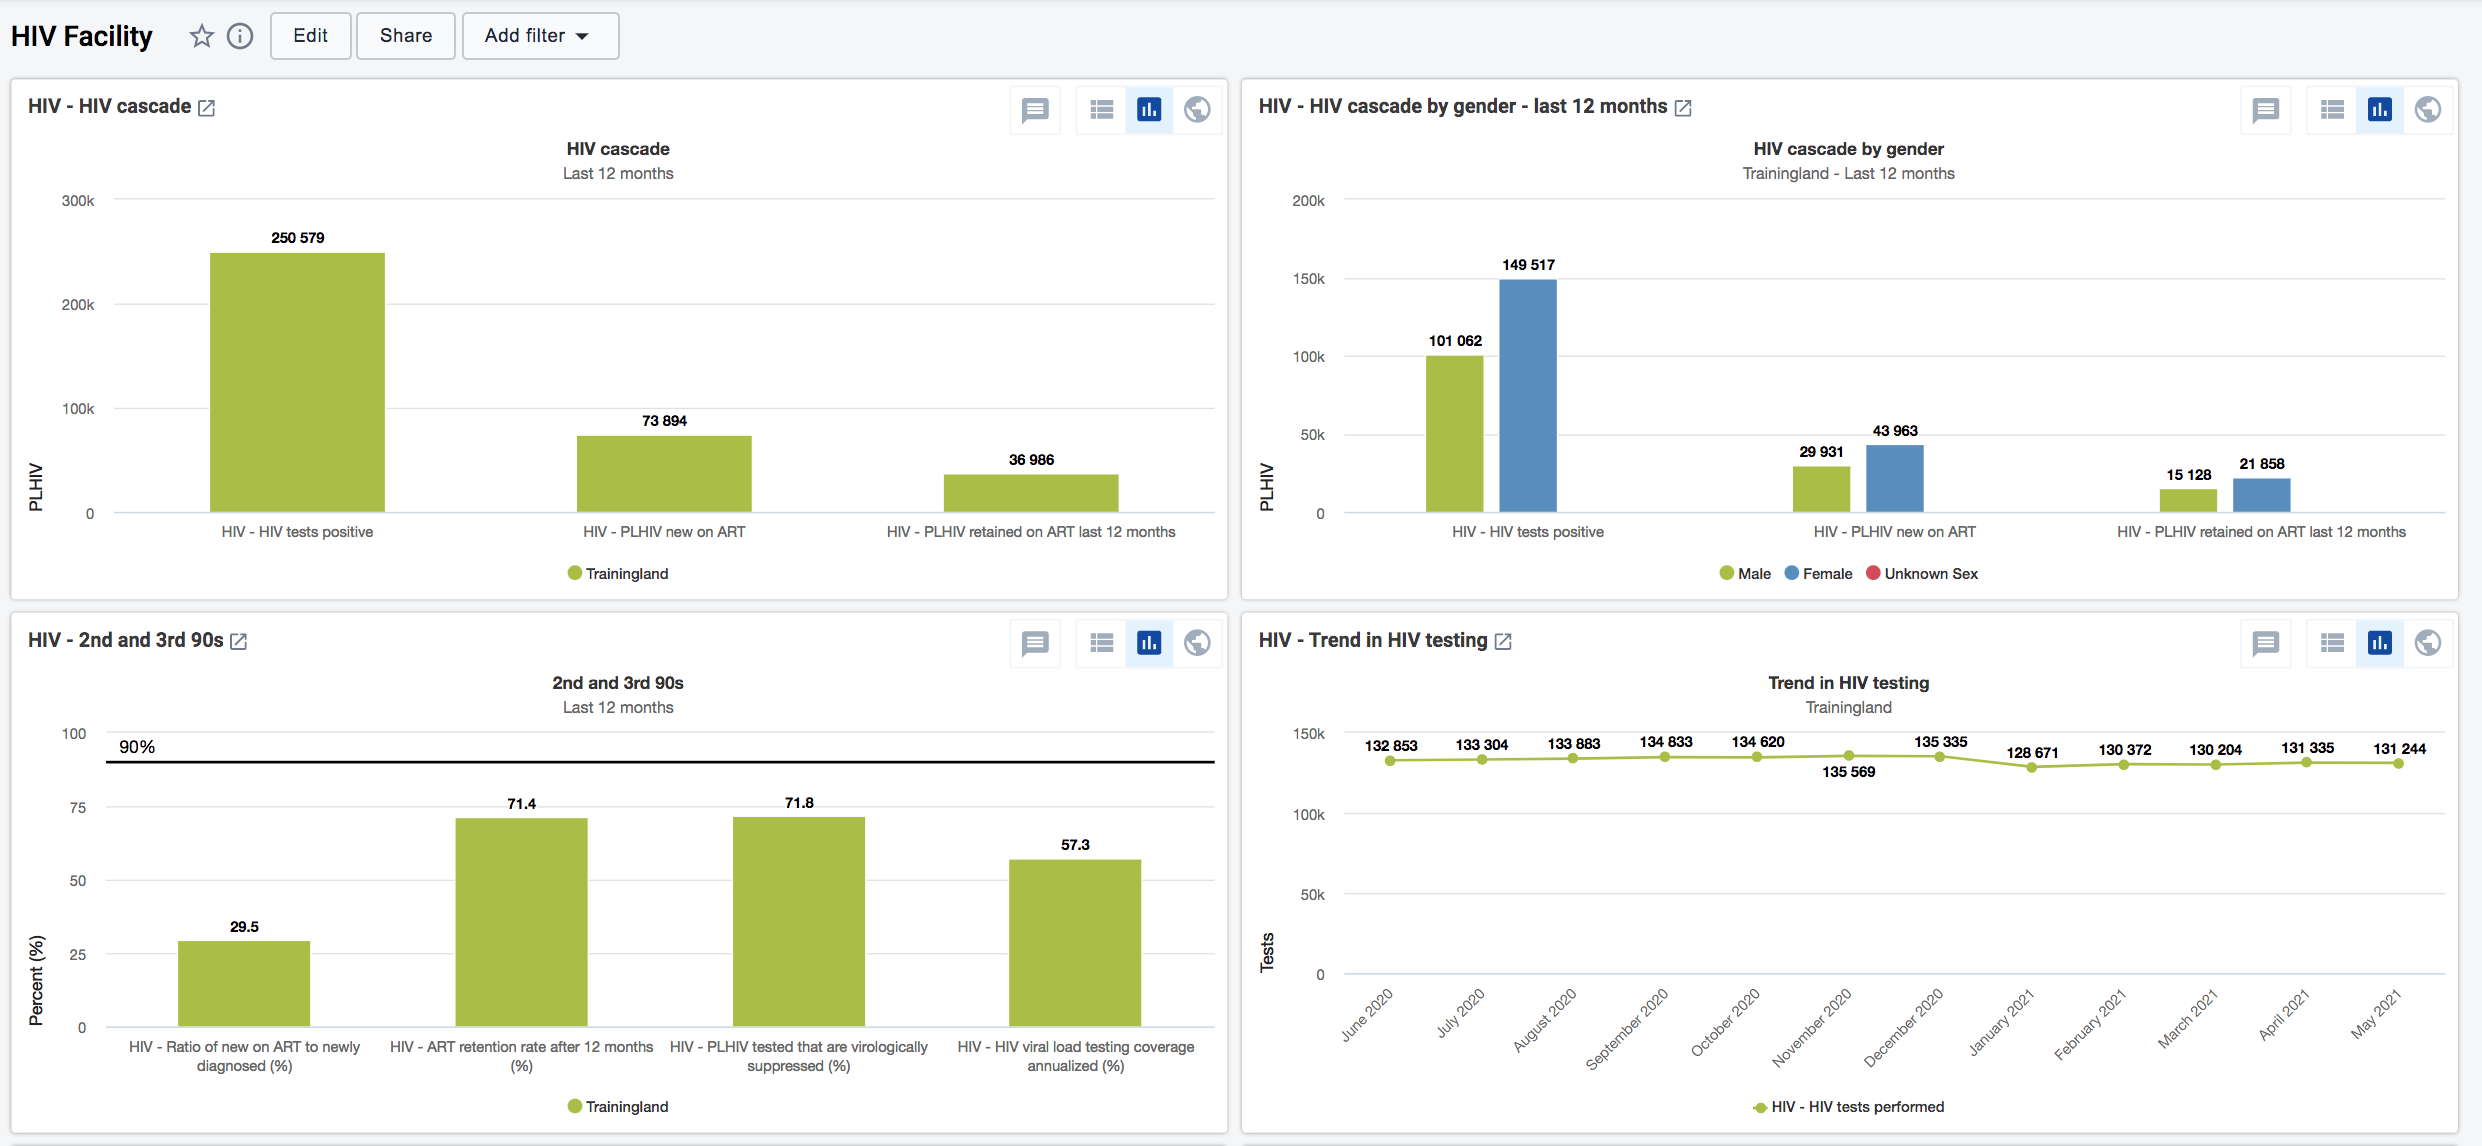 HIV Facility
Edit
Share
Add filter
HIV - HIV cascade
HIV cascade
Last 12 months
300k
200k
100k
0
PLHIV
250 579
73 894
36 986
HIV - HIV tests positive
HIV - PLHIV new on ART
HIV - PLHIV retained on ART last 12 months
Trainingland
HIV - HIV cascade by gender - last 12 months
HIV cascade by gender
Trainingland - Last 12 months
200k
150k
100k
50k
0
PLHIV
101 062
149 517
29 931
43 963
15 128
21 858
HIV - HIV tests positive
HIV - PLHIV new on ART
HIV - PLHIV retained on ART last 12 months
Male
Female
Unknown Sex
HIV - 2nd and 3rd 90s
2nd and 3rd 90s
Last 12 months
100
75
50
25
0
Percent (%)
90%
29.5
71.4
71.8
57.3
HIV - Ratio of new on ART to newly
diagnosed (%)
HIV - ART retention rate after 12 months
(%)
HIV - PLHIV tested that are virologically
suppressed (%)
HIV - HIV viral load testing coverage
annualized (%)
Trainingland
HIV - Trend in HIV testing
Trend in HIV testing
Trainingland
150k
100k
50k
0
Tests
132 853
133 304
133 883
134 833
134 620
135 569
135 335
128 671
130 372
130 204
131 335
131 244
June 2020
July 2020
August 2020
September 2020
October 2020
November 2020
December 2020
January 2021
February 2021
March 2021
April 2021
May 2021
HIV - HIV tests performed